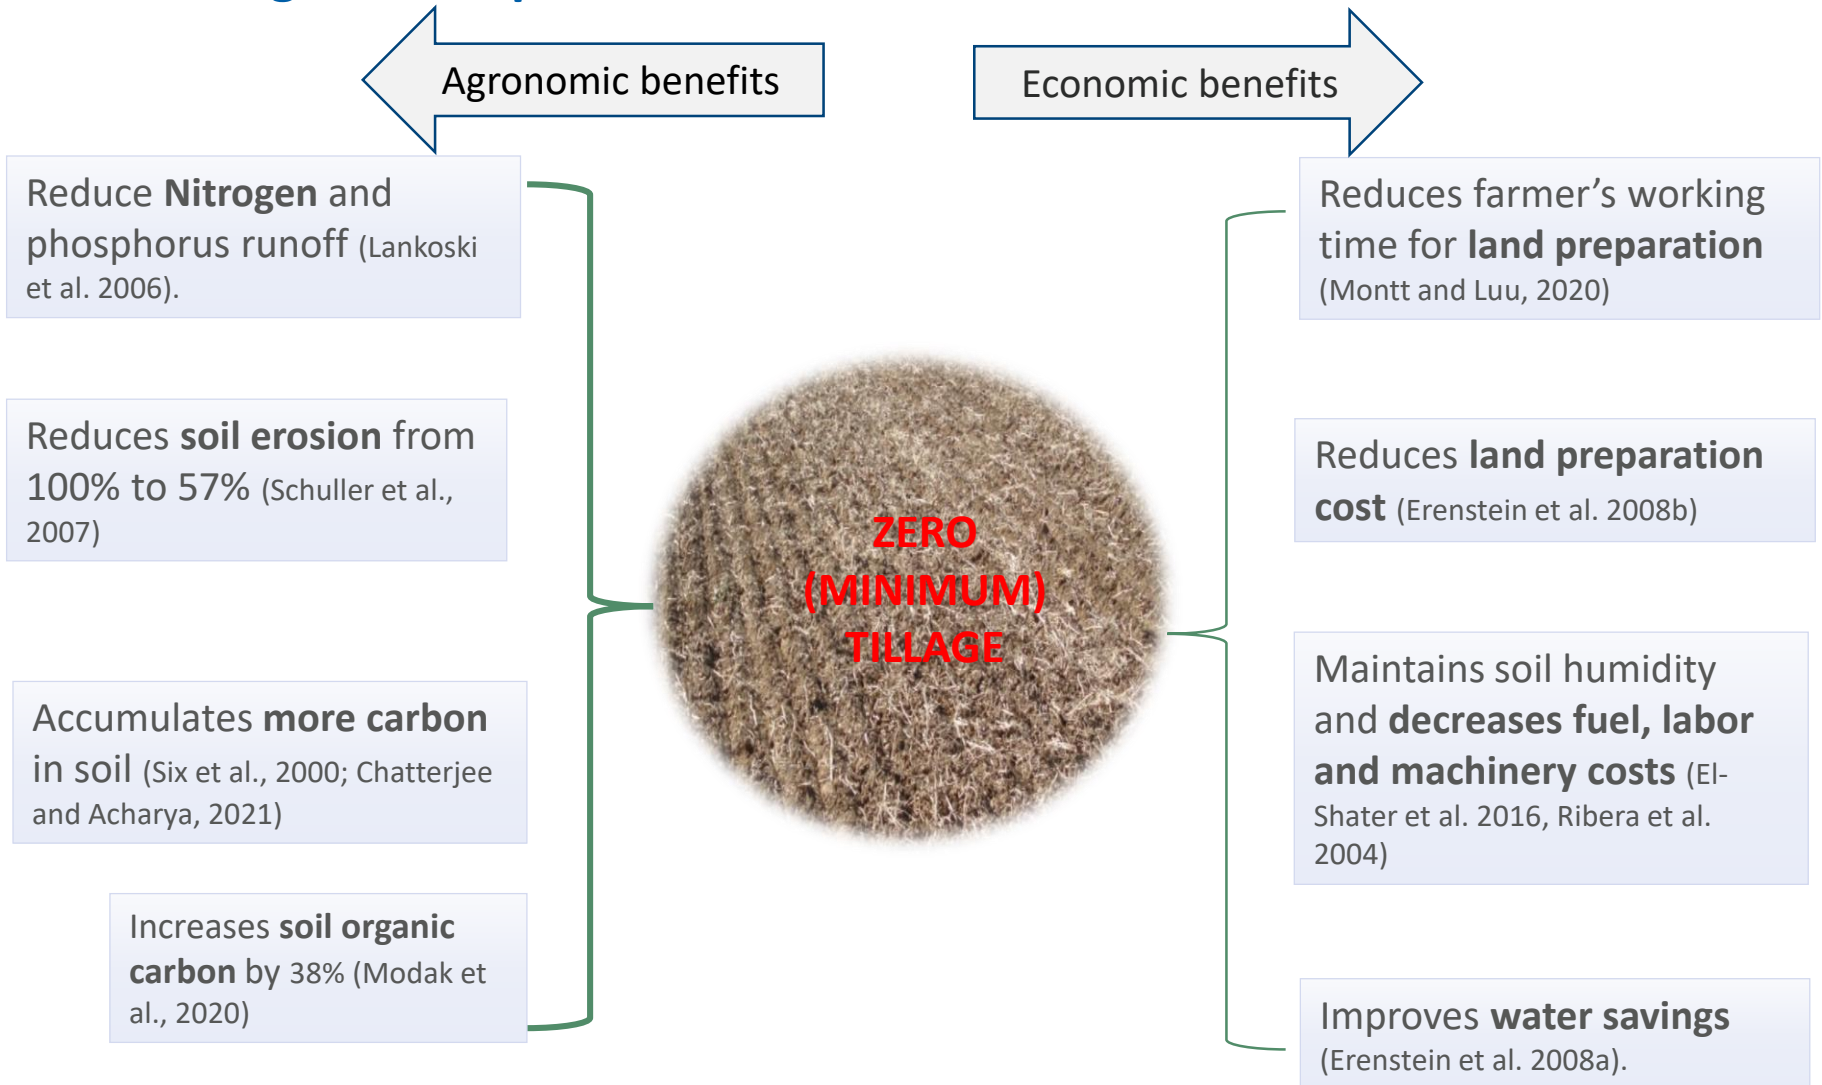 Agronomic benefits
Economic benefits
Reduce Nitrogen and
phosphorus runoff (Lankoski
et al. 2006).
Reduces soil erosion from
100% to 57% (Schuller et al.,
2007)
Accumulates more carbon
in soil (Six et al., 2000; Chatterjee
and Acharya, 2021)
Increases soil organic
carbon by 38% (Modak et
al., 2020)
ZERO
(MINIMUM)
TILLAGE
Reduces farmer’s working
time for land preparation
(Montt and Luu, 2020)
Reduces land preparation
cost (Erenstein et al. 2008b)
Maintains soil humidity
and decreases fuel, labor
and machinery costs (El-
Shater et al. 2016, Ribera et al.
2004)
Improves water savings
(Erenstein et al. 2008a).